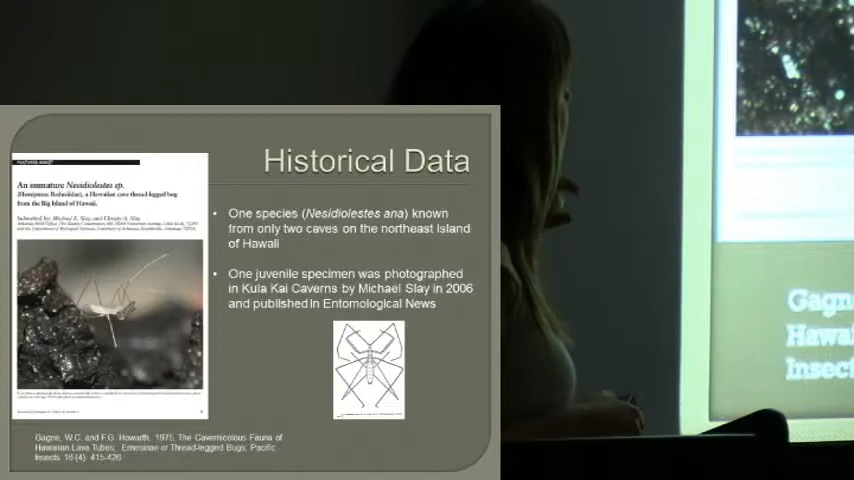 Historical Data
An immature Nesidiolestes sp.
(Hemiptera: Reduviidae), a Hawaiian cave thread-legged bug
from the Big Island of Hawaii.
• One species (Nesidiolestes ana) known
from only two caves on the northeast island
of Hawaii
• One juvenile specimen was photographed
in Kula Kai Caverns by Michael Slay in 2006
and published in Entomological News
Gagne, W.C. and F.G. Howarth. 1975. The Cavernicolous Fauna of
Hawaiian Lava Tubes, Emesinae or Thread-legged Bugs; Pacific
Insects. 16 (4): 415-426
Gagn
Hawai
Insect